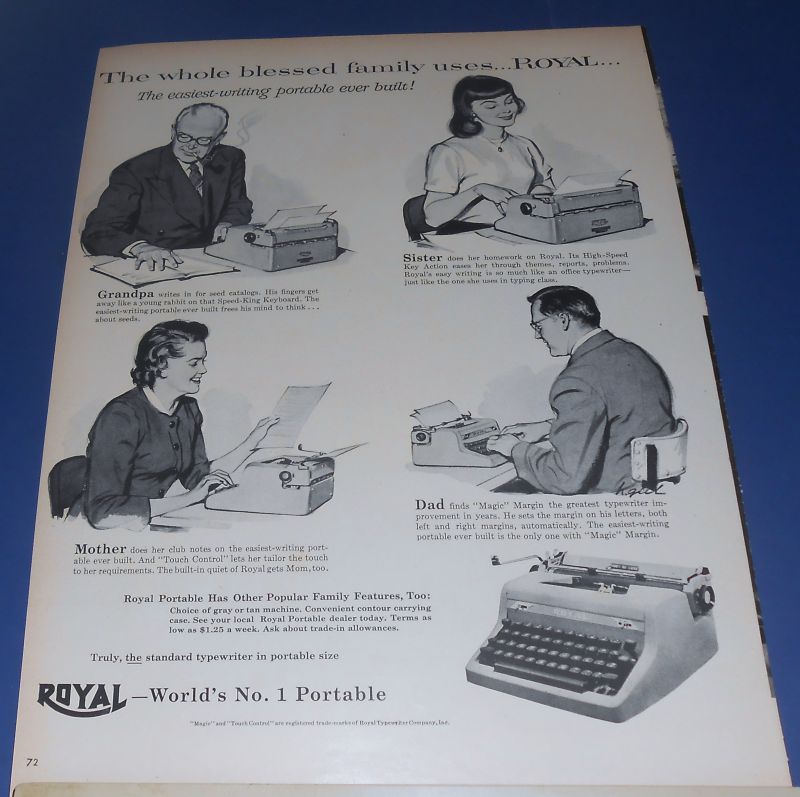 The whole blessed family uses...ROYAL...
The easiest-writing portable ever built!
Grandpa writes in for seed catalogs. His fingers get
away like a young rabbit on that Speed-King Keyboard. The
easiest-writing portable ever built frees his mind to think...
about seeds.
Sister does her homework on Royal. Its High-Speed
Key Action eases her through themes, reports, problems.
Royal's easy writing is so much like an office typewriter—
just like the one she uses in typing class.
Mother does her club notes on the easiest-writing port-
able ever built. And "Touch Control" lets her tailor the touch
to her requirements. The built-in quiet of Royal gets Mom, too.
Dad finds "Magic" Margin the greatest typewriter im-
provement in years. He sets the margin on his letters, both
left and right margins, automatically. The easiest-writing
portable ever built is the only one with "Magic" Margin.
Royal Portable Has Other Popular Family Features, Too:
Choice of gray or tan machine. Convenient contour carrying
case. See your local Royal Portable dealer today. Terms as
low as $1.25 a week. Ask about trade-in allowances.
Truly, the standard typewriter in portable size
ROYAL —World's No. 1 Portable
"Magic" and "Touch Control" are registered trade-marks of Royal Typewriter Company, Inc.
72
ROYAL